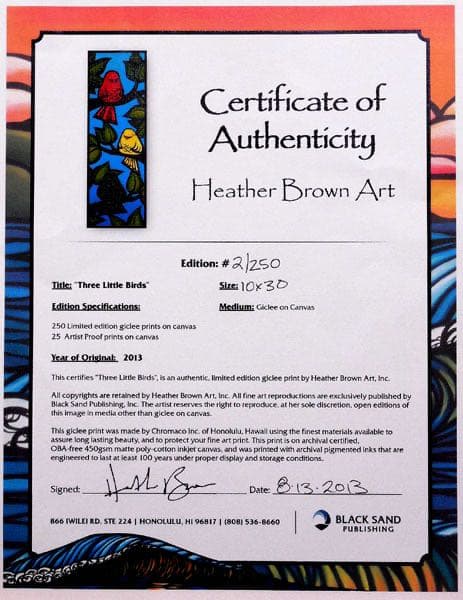 Certificate of
Authenticity
Heather Brown Art
Edition: # 2/250
Title: "Three Little Birds" Size: 10x30
Edition Specifications: Medium: Giclee on Canvas
250 Limited edition giclee prints on canvas
25 Artist Proof prints on canvas
Year of Original: 2013
This certifies "Three Little Birds", is an authentic, limited edition giclee print by Heather Brown Art, Inc.
All copyrights are retained by Heather Brown Art, Inc. All fine art reproductions are exclusively published by
Black Sand Publishing, Inc. The artist reserves the right to reproduce, at her sole discretion, open editions of
this image in media other than giclee on canvas.
This giclee print was made by Chromaco Inc. of Honolulu, Hawaii using the finest materials available to
assure long lasting beauty, and to protect your fine art print. This print is on archival certified,
OBA-free 450gsm matte poly-cotton inkjet canvas, and was printed with archival pigmented inks that are
engineered to last at least 100 years under proper display and storage conditions.
Signed: Date: 8-13-2013
866 IWILEI RD. STE 224 | HONOLULU, HI 96817 | (808) 536-8660
BLACK SAND
PUBLISHING